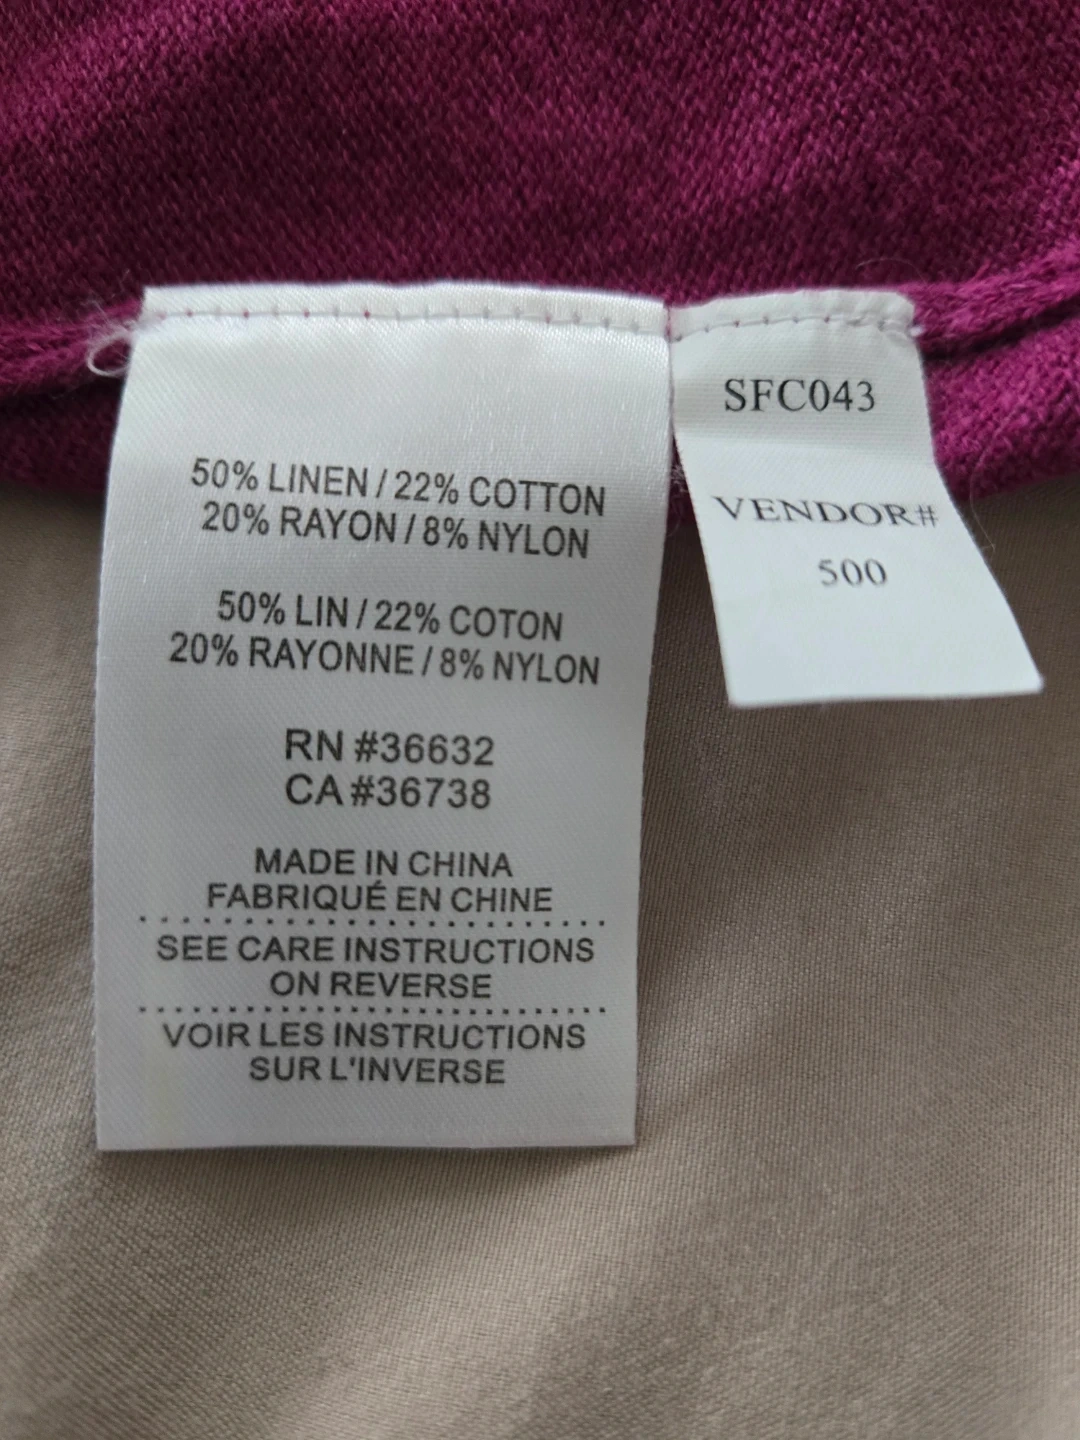 50% LINEN / 22% COTTON
20% RAYON / 8% NYLON
50% LIN / 22% COTON
20% RAYONNE / 8% NYLON
RN #36632
CA #36738
MADE IN CHINA
FABRIQUÉ EN CHINE
SEE CARE INSTRUCTIONS
ON REVERSE
VOIR LES INSTRUCTIONS
SUR L'INVERSE
SFC043
VENDOR#
500